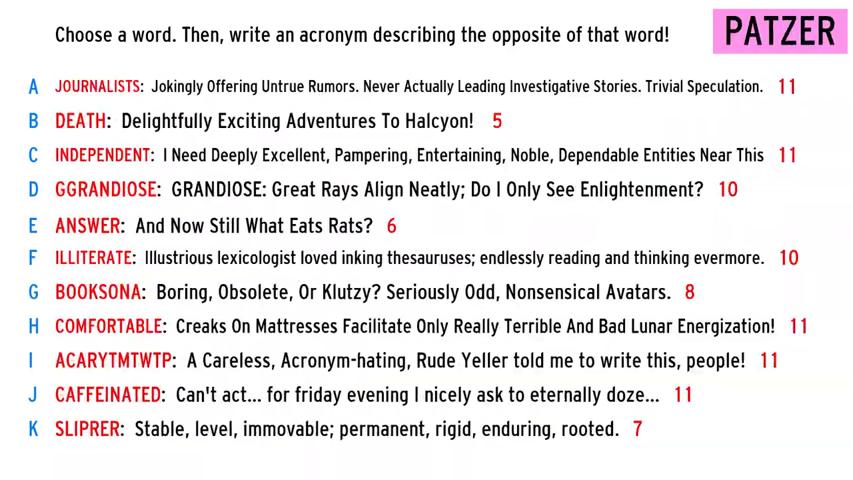 Choose a word. Then, write an acronym describing the opposite of that word! PATZER
A JOURNALISTS: Jokingly Offering Untrue Rumors. Never Actually Leading Investigative Stories. Trivial Speculation. 11
B DEATH: Delightfully Exciting Adventures To Halcyon! 5
C INDEPENDENT: I Need Deeply Excellent, Pampering, Entertaining, Noble, Dependable Entities Near This 11
D GGRANDIOSE: GRANDIOSE: Great Rays Align Neatly; Do I Only See Enlightenment? 10
E ANSWER: And Now Still What Eats Rats? 6
F ILLITERATE: Illustrious lexicologist loved inking thesauruses; endlessly reading and thinking evermore. 10
G BOOKSONA: Boring, Obsolete, Or Klutzy? Seriously Odd, Nonsensical Avatars. 8
H COMFORTABLE: Creaks On Mattresses Facilitate Only Really Terrible And Bad Lunar Energization! 11
I ACARYTMTWTP: A Careless, Acronym-hating, Rude Yeller told me to write this, people! 11
J CAFFEINATED: Can't act... for friday evening I nicely ask to eternally doze... 11
K SLIPRER: Stable, level, immovable; permanent, rigid, enduring, rooted. 7